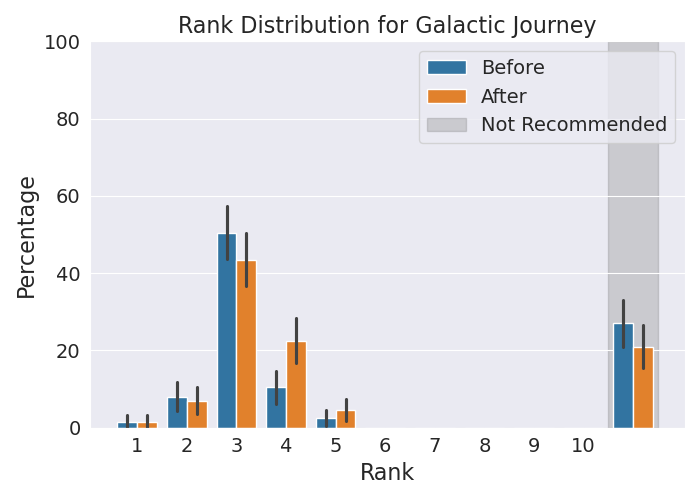 Rank Distribution for Galactic Journey
100
80
60
40
20
0
Percentage
Before
After
Not Recommended
1 2 3 4 5 6 7 8 9 10
Rank